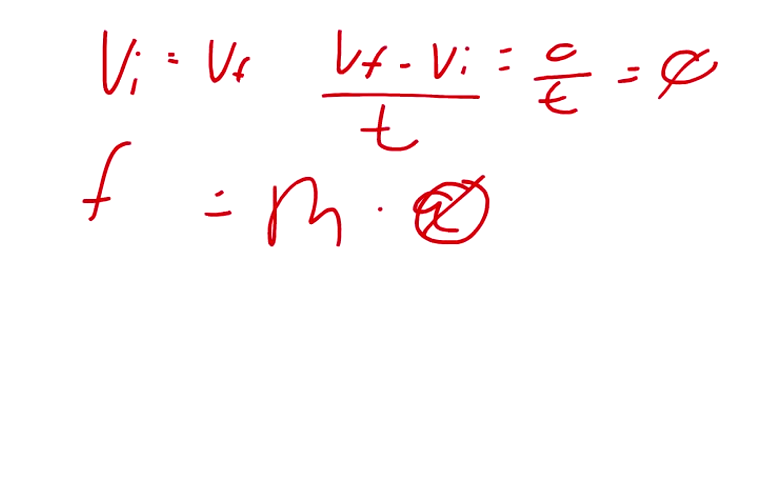 Vi = Vf (Vf - Vi)/t = 0/t = ∅
f = m · a